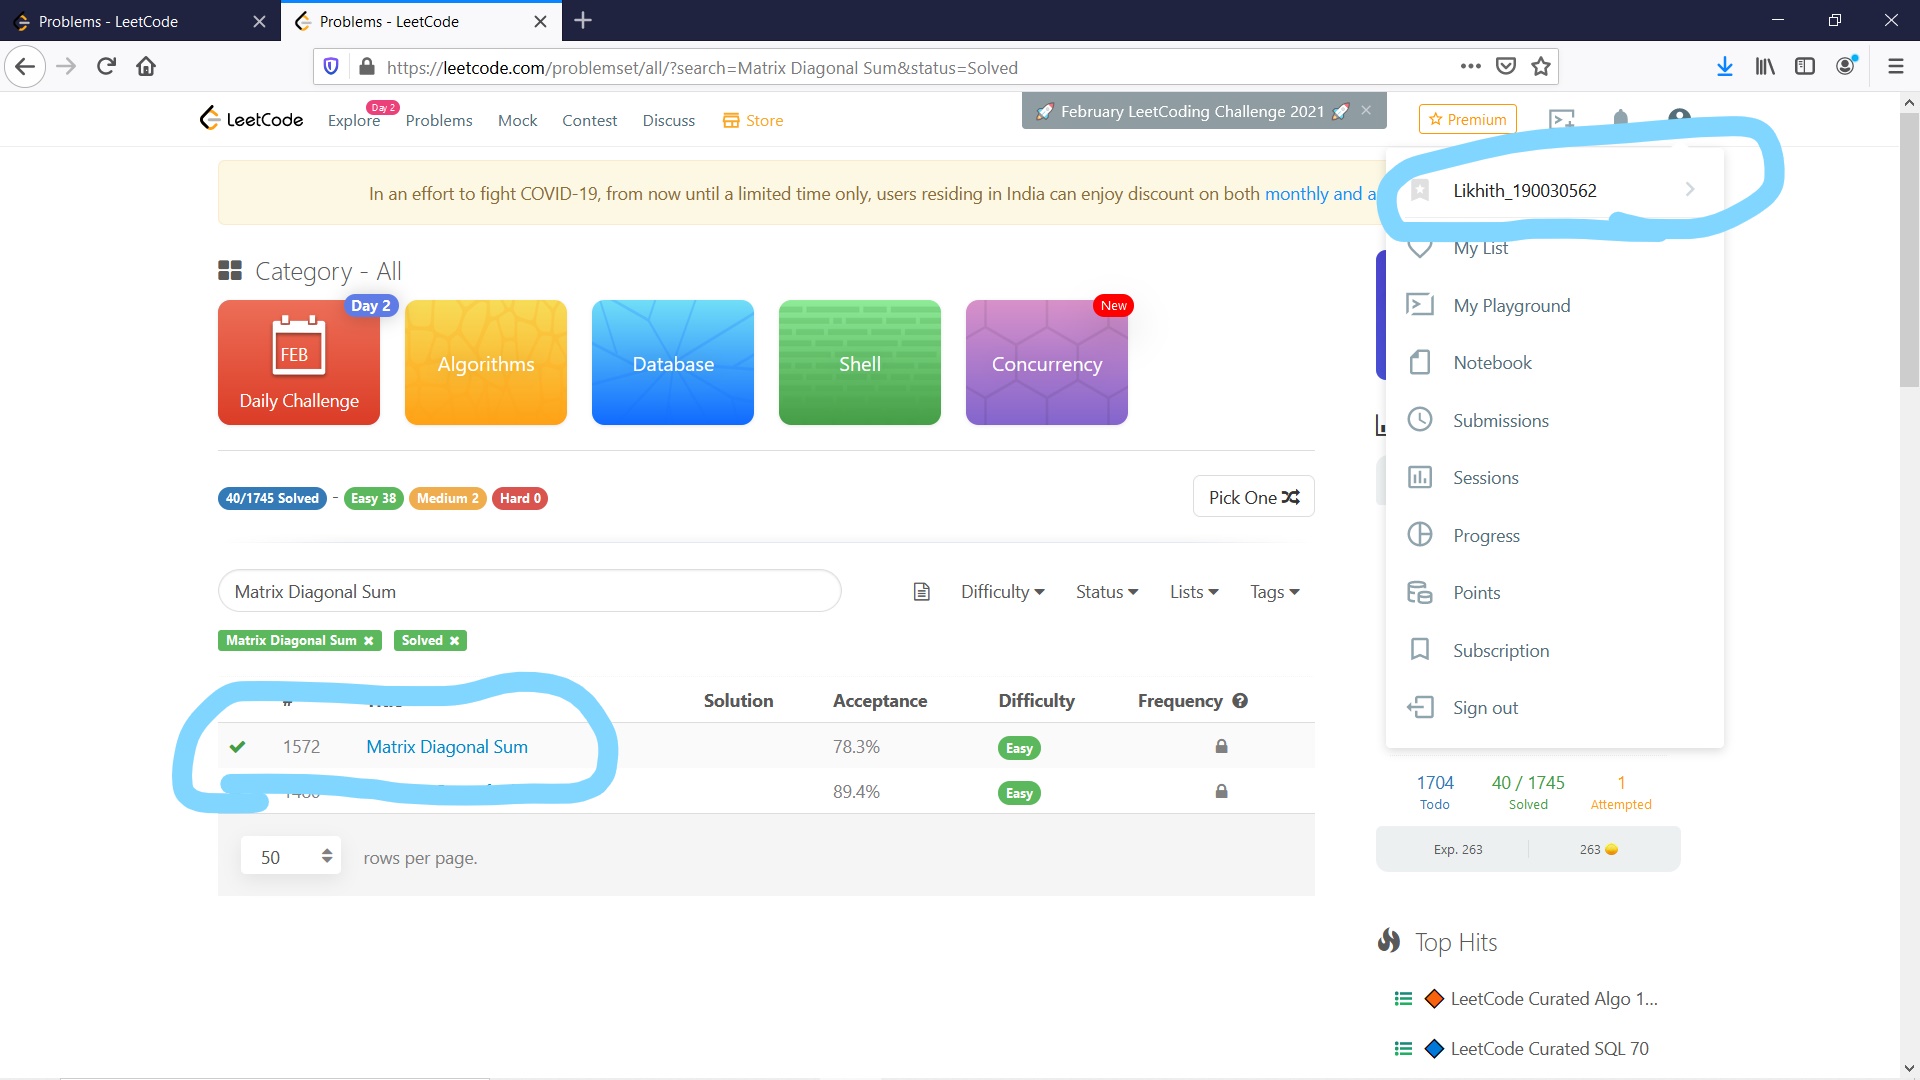 Problems - LeetCode
Problems - LeetCode
https://leetcode.com/problemset/all/?search=Matrix Diagonal Sum&status=Solved
LeetCode
Explore
Day 2
Problems
Mock
Contest
Discuss
Store
February LeetCoding Challenge 2021
Premium
In an effort to fight COVID-19, from now until a limited time only, users residing in India can enjoy discount on both monthly and a
Category - All
FEB
Daily Challenge
Day 2
Algorithms
Database
Shell
Concurrency
New
40/1745 Solved - Easy 38 Medium 2 Hard 0
Pick One
Matrix Diagonal Sum
Difficulty
Status
Lists
Tags
Matrix Diagonal Sum
Solved
# Solution Acceptance Difficulty Frequency
1572 Matrix Diagonal Sum 78.3% Easy
89.4% Easy
50 rows per page.
Likhith_190030562
My List
My Playground
Notebook
Submissions
Sessions
Progress
Points
Subscription
Sign out
1704 40 / 1745 1
Todo Solved Attempted
Exp. 263 263
Top Hits
LeetCode Curated Algo 1...
LeetCode Curated SQL 70